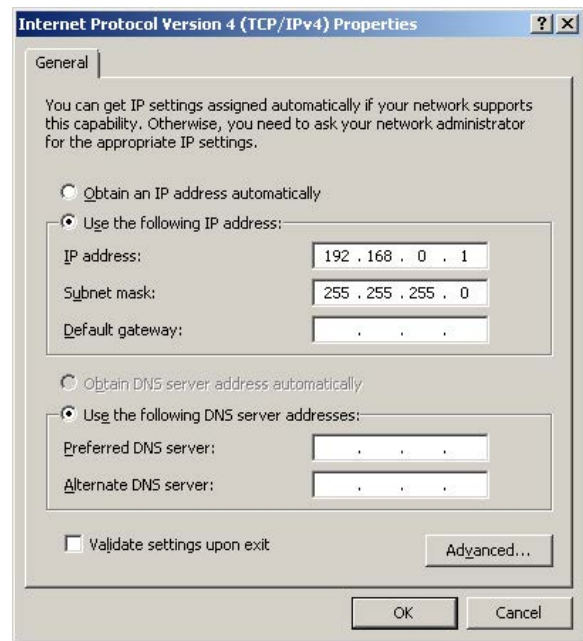 Internet Protocol Version 4 (TCP/IPv4) Properties
General
You can get IP settings assigned automatically if your network supports
this capability. Otherwise, you need to ask your network administrator
for the appropriate IP settings.
Obtain an IP address automatically
Use the following IP address:
IP address: 192 . 168 . 0 . 1
Subnet mask: 255 . 255 . 255 . 0
Default gateway: . . .
Obtain DNS server address automatically
Use the following DNS server addresses:
Preferred DNS server: . . .
Alternate DNS server: . . .
Validate settings upon exit
Advanced...
OK Cancel